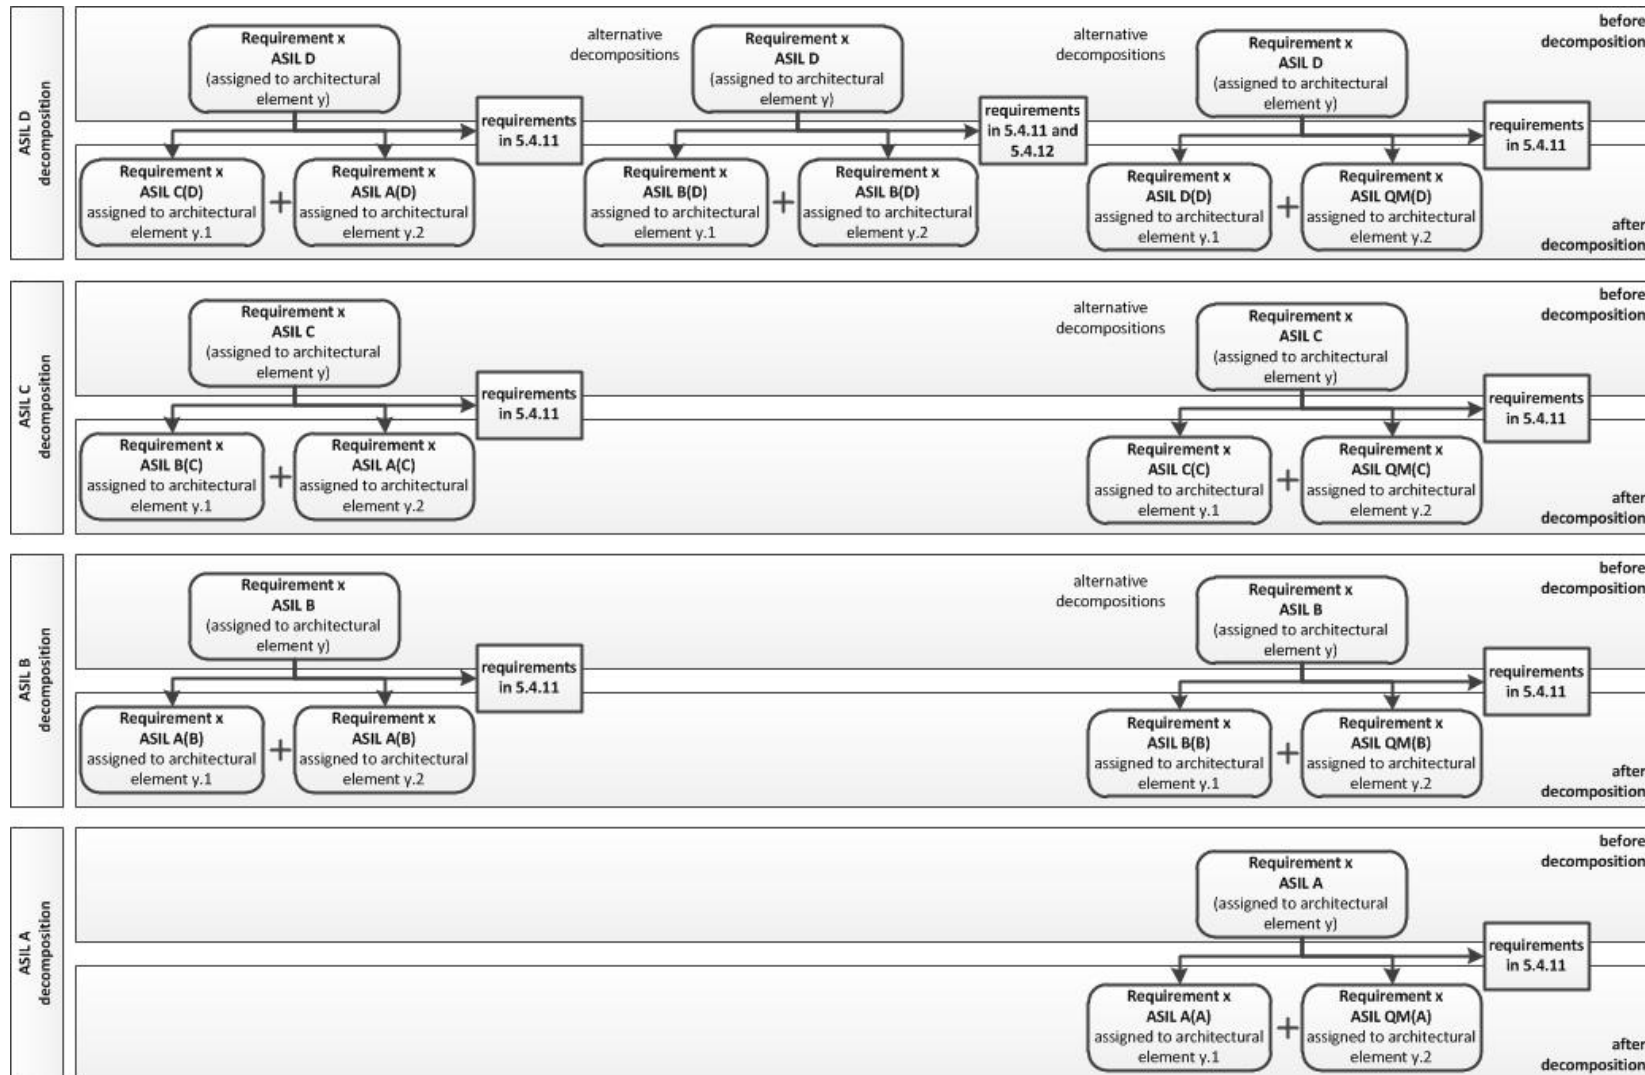 ASIL D
decomposition
Requirement x
ASIL D
(assigned to architectural
element y)
requirements
in 5.4.11
Requirement x
ASIL C(D)
assigned to architectural
element y.1
+
Requirement x
ASIL A(D)
assigned to architectural
element y.2
alternative
decompositions
Requirement x
ASIL D
(assigned to architectural
element y)
requirements
in 5.4.11 and
5.4.12
Requirement x
ASIL B(D)
assigned to architectural
element y.1
+
Requirement x
ASIL B(D)
assigned to architectural
element y.2
alternative
decompositions
Requirement x
ASIL D
(assigned to architectural
element y)
requirements
in 5.4.11
Requirement x
ASIL D(D)
assigned to architectural
element y.1
+
Requirement x
ASIL QM(D)
assigned to architectural
element y.2
before
decomposition
after
decomposition
ASIL C
decomposition
Requirement x
ASIL C
(assigned to architectural
element y)
requirements
in 5.4.11
Requirement x
ASIL B(C)
assigned to architectural
element y.1
+
Requirement x
ASIL A(C)
assigned to architectural
element y.2
alternative
decompositions
Requirement x
ASIL C
(assigned to architectural
element y)
requirements
in 5.4.11
Requirement x
ASIL C(C)
assigned to architectural
element y.1
+
Requirement x
ASIL QM(C)
assigned to architectural
element y.2
before
decomposition
after
decomposition
ASIL B
decomposition
Requirement x
ASIL B
(assigned to architectural
element y)
requirements
in 5.4.11
Requirement x
ASIL A(B)
assigned to architectural
element y.1
+
Requirement x
ASIL A(B)
assigned to architectural
element y.2
alternative
decompositions
Requirement x
ASIL B
(assigned to architectural
element y)
requirements
in 5.4.11
Requirement x
ASIL B(B)
assigned to architectural
element y.1
+
Requirement x
ASIL QM(B)
assigned to architectural
element y.2
before
decomposition
after
decomposition
ASIL A
decomposition
Requirement x
ASIL A
(assigned to architectural
element y)
requirements
in 5.4.11
Requirement x
ASIL A(A)
assigned to architectural
element y.1
+
Requirement x
ASIL QM(A)
assigned to architectural
element y.2
before
decomposition
after
decomposition